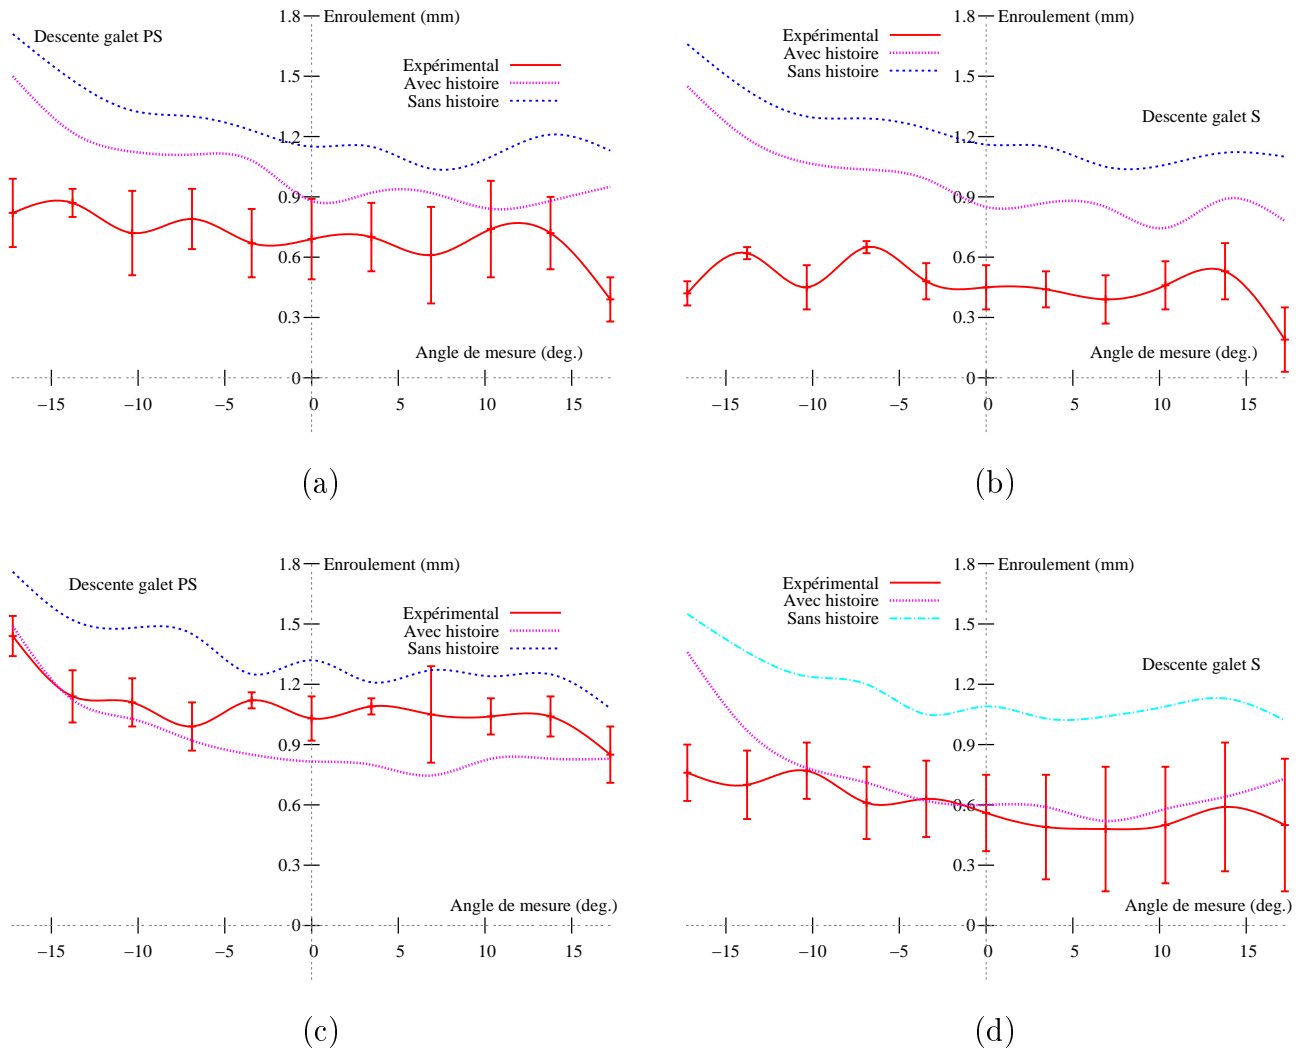 1.8 Enroulement (mm)
Descente galet PS
Expérimental
Avec histoire
Sans histoire
1.5
1.2
0.9
0.6
0.3
Angle de mesure (deg.)
0
−15 −10 −5 0 5 10 15
(a)
1.8 Enroulement (mm)
Expérimental
Avec histoire
Sans histoire
1.5
Descente galet S
1.2
0.9
0.6
0.3
Angle de mesure (deg.)
0
−15 −10 −5 0 5 10 15
(b)
1.8 Enroulement (mm)
Descente galet PS
Expérimental
Avec histoire
Sans histoire
1.5
1.2
0.9
0.6
0.3
Angle de mesure (deg.)
0
−15 −10 −5 0 5 10 15
(c)
1.8 Enroulement (mm)
Expérimental
Avec histoire
Sans histoire
1.5
Descente galet S
1.2
0.9
0.6
0.3
Angle de mesure (deg.)
0
−15 −10 −5 0 5 10 15
(d)